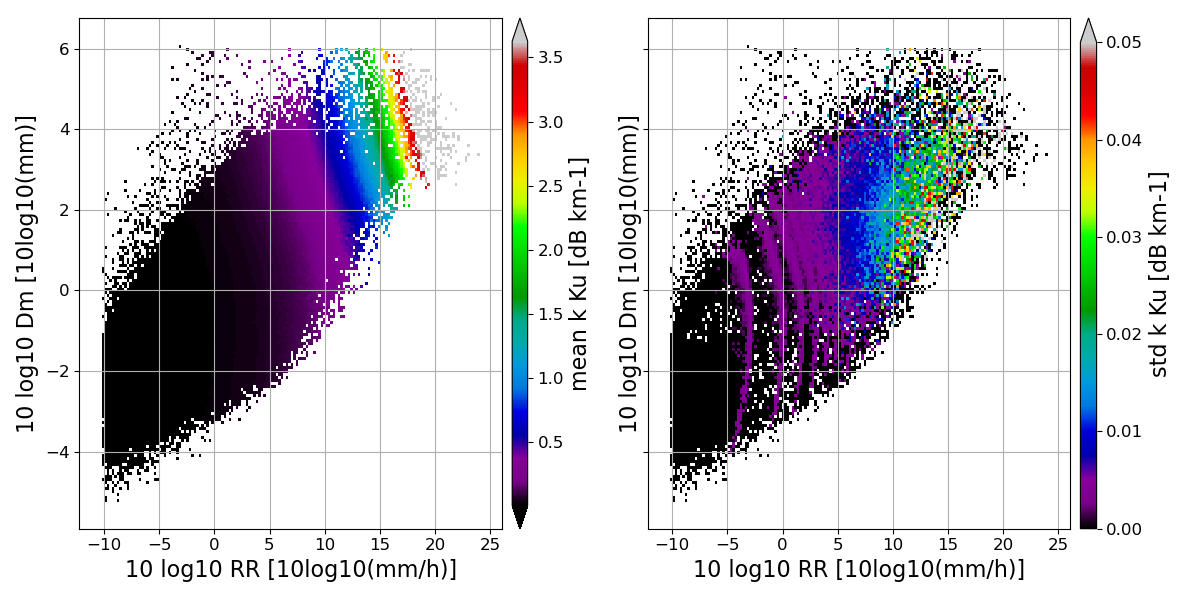 6
4
2
0
−2
−4
10 log10 Dm [10log10(mm)]
−10 −5 0 5 10 15 20 25
10 log10 RR [10log10(mm/h)]
3.5
3.0
2.5
2.0
1.5
1.0
0.5
mean k Ku [dB km-1]
10 log10 Dm [10log10(mm)]
−10 −5 0 5 10 15 20 25
10 log10 RR [10log10(mm/h)]
0.05
0.04
0.03
0.02
0.01
0.00
std k Ku [dB km-1]